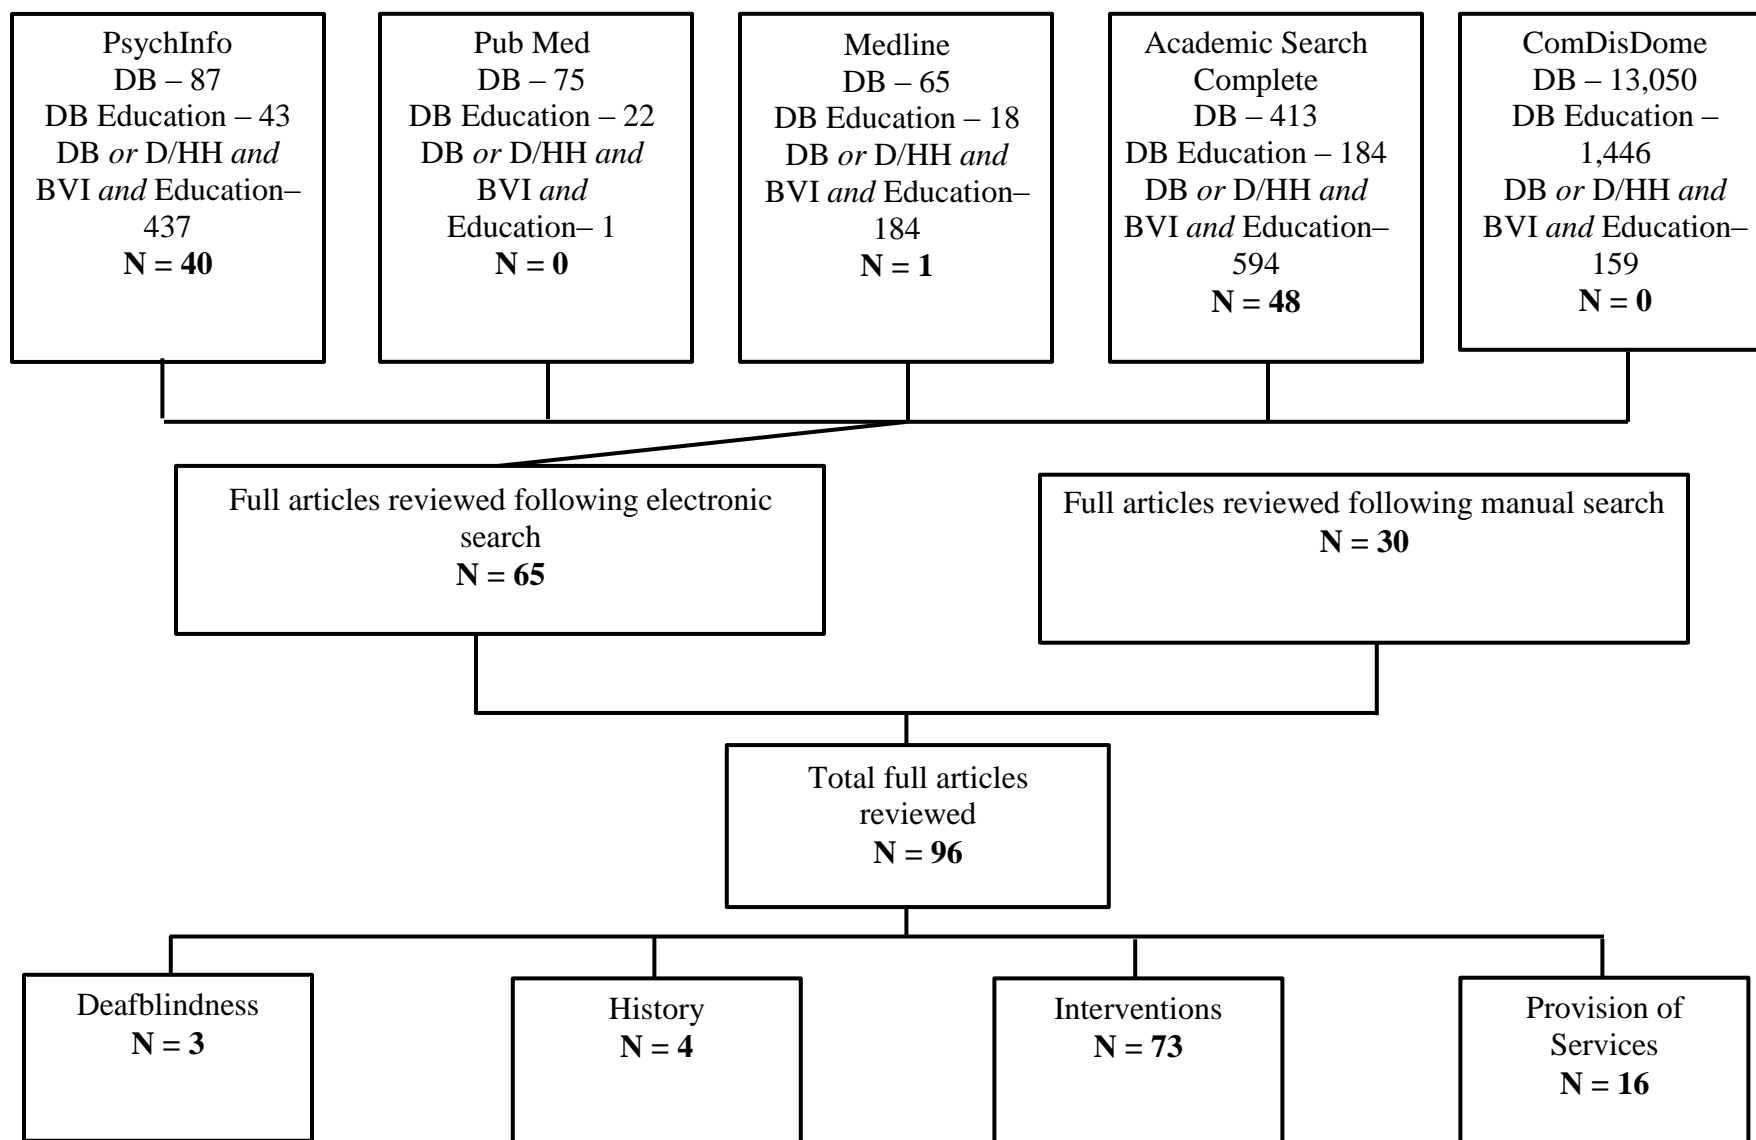 PsychInfo
DB – 87
DB Education – 43
DB or D/HH and
BVI and Education–
437
N = 40
Pub Med
DB – 75
DB Education – 22
DB or D/HH and
BVI and
Education– 1
N = 0
Medline
DB – 65
DB Education – 18
DB or D/HH and
BVI and Education–
184
N = 1
Academic Search
Complete
DB – 413
DB Education – 184
DB or D/HH and
BVI and Education–
594
N = 48
ComDisDome
DB – 13,050
DB Education –
1,446
DB or D/HH and
BVI and Education–
159
N = 0
Full articles reviewed following electronic
search
N = 65
Full articles reviewed following manual search
N = 30
Total full articles
reviewed
N = 96
Deafblindness
N = 3
History
N = 4
Interventions
N = 73
Provision of
Services
N = 16